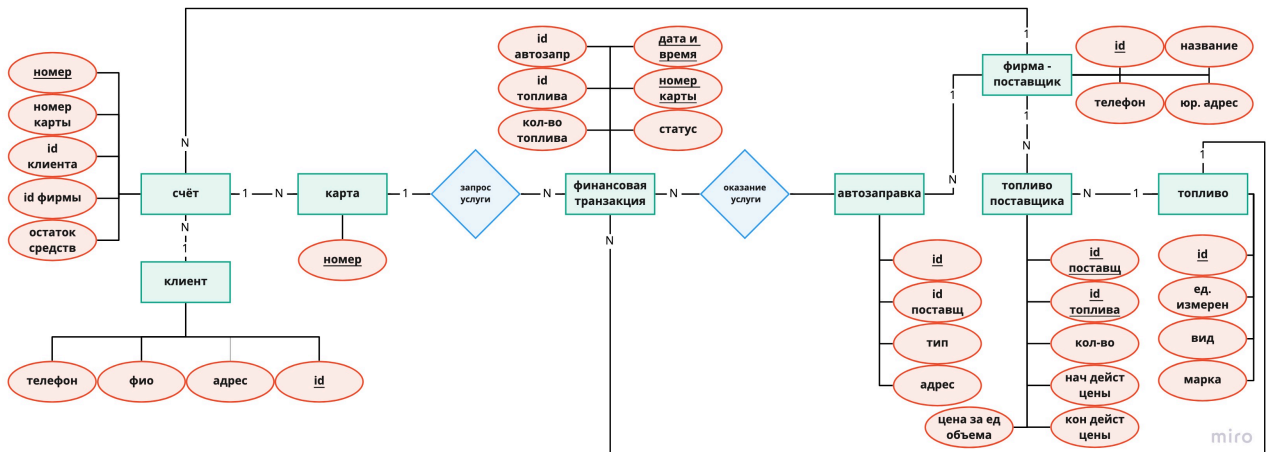 id
автозапр
дата и
время
id
топлива
номер
карты
кол-во
топлива
статус
1
фирма -
поставщик
id
название
телефон
юр. адрес
номер
номер
карты
id
клиента
id фирмы
остаток
средств
N
счёт
1
N
карта
1
запрос
услуги
N
финансовая
транзакция
N
оказание
услуги
автозаправка
N
1
1
N
топливо
поставщика
N
1
топливо
1
N
1
клиент
номер
N
телефон
фио
адрес
id
id
id
поставщ
тип
адрес
id
поставщ
id
топлива
кол-во
нач дейст
цены
цена за ед
объема
кон дейст
цены
id
ед.
измерен
вид
марка
miro